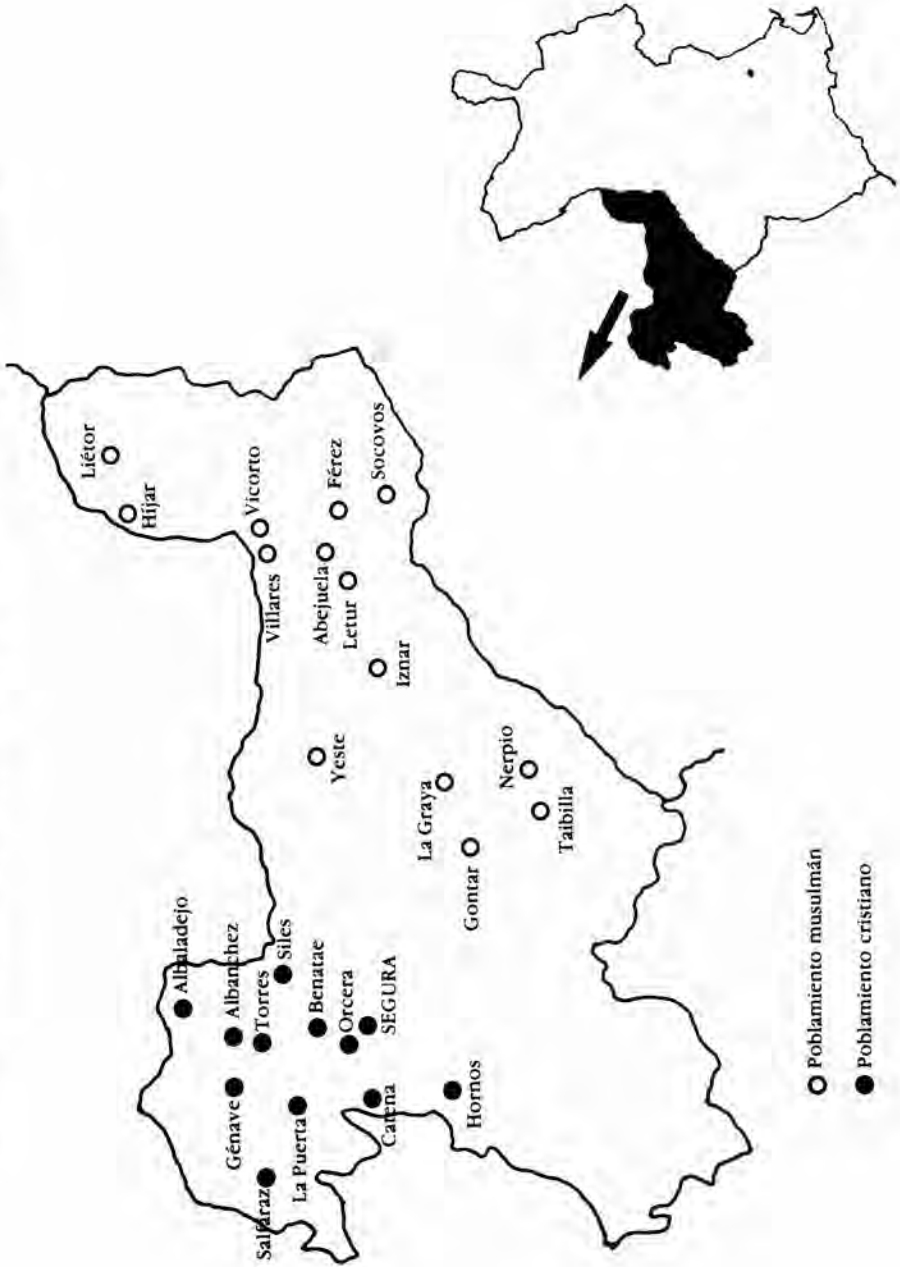 Albaladejo
Albanchez
Torres
Siles
Génave
Benatae
Orcera
SEGURA
La Puerta
Salfaraz
Catena
Hornos
Liétor
Híjar
Vicorto
Villares
Férez
Abejuela
Letur
Socovos
Iznar
Yeste
La Graya
Gontar
Nerpio
Taibilla
Poblamiento musulmán
Poblamiento cristiano